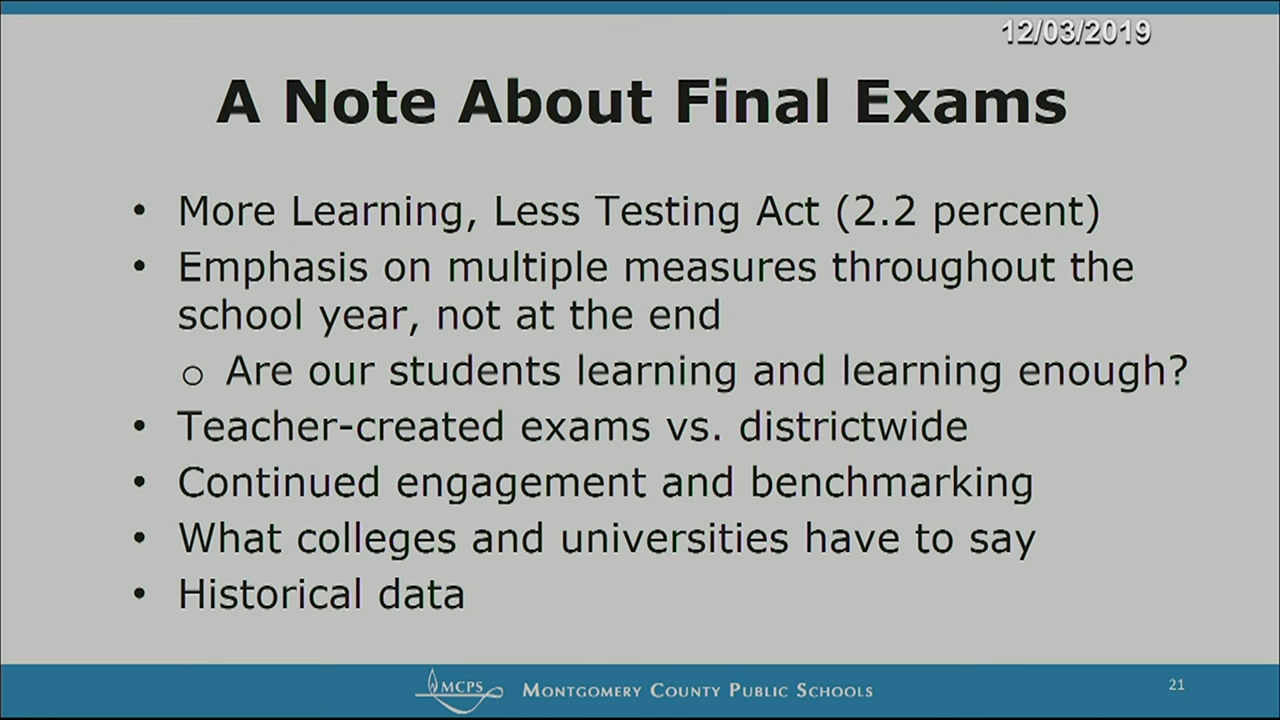 12/03/2019
A Note About Final Exams
• More Learning, Less Testing Act (2.2 percent)
• Emphasis on multiple measures throughout the
school year, not at the end
o Are our students learning and learning enough?
• Teacher-created exams vs. districtwide
• Continued engagement and benchmarking
• What colleges and universities have to say
• Historical data
MCPS MONTGOMERY COUNTY PUBLIC SCHOOLS
21